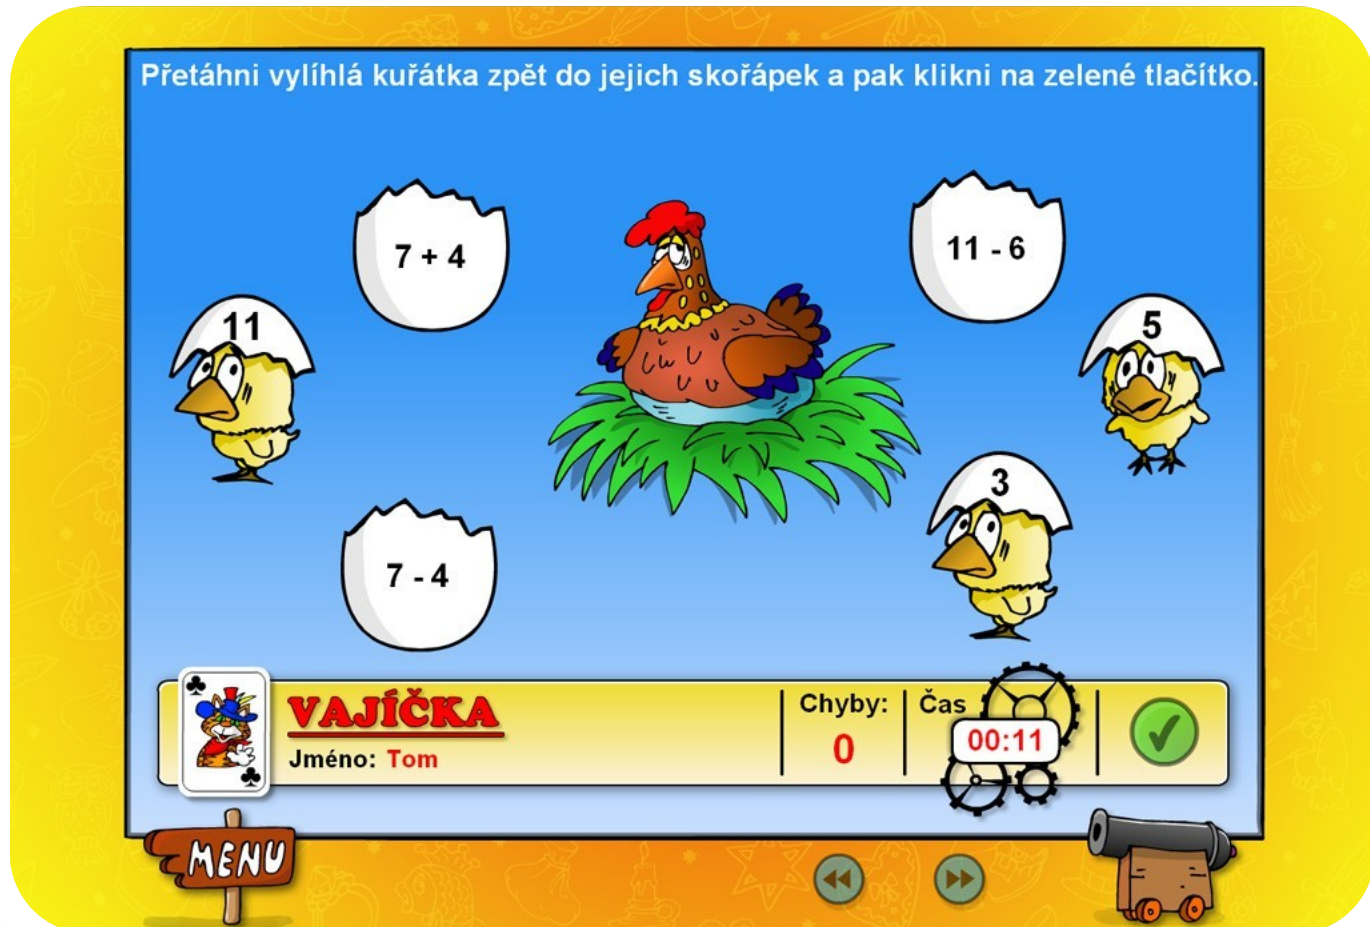 Přetáhni vylíhlá kuřátka zpět do jejich skořápek a pak klikni na zelené tlačítko.
7 + 4
11 - 6
11
5
3
7 - 4
VAJÍČKA
Jméno: Tom
Chyby:
0
Čas
00:11
MENU